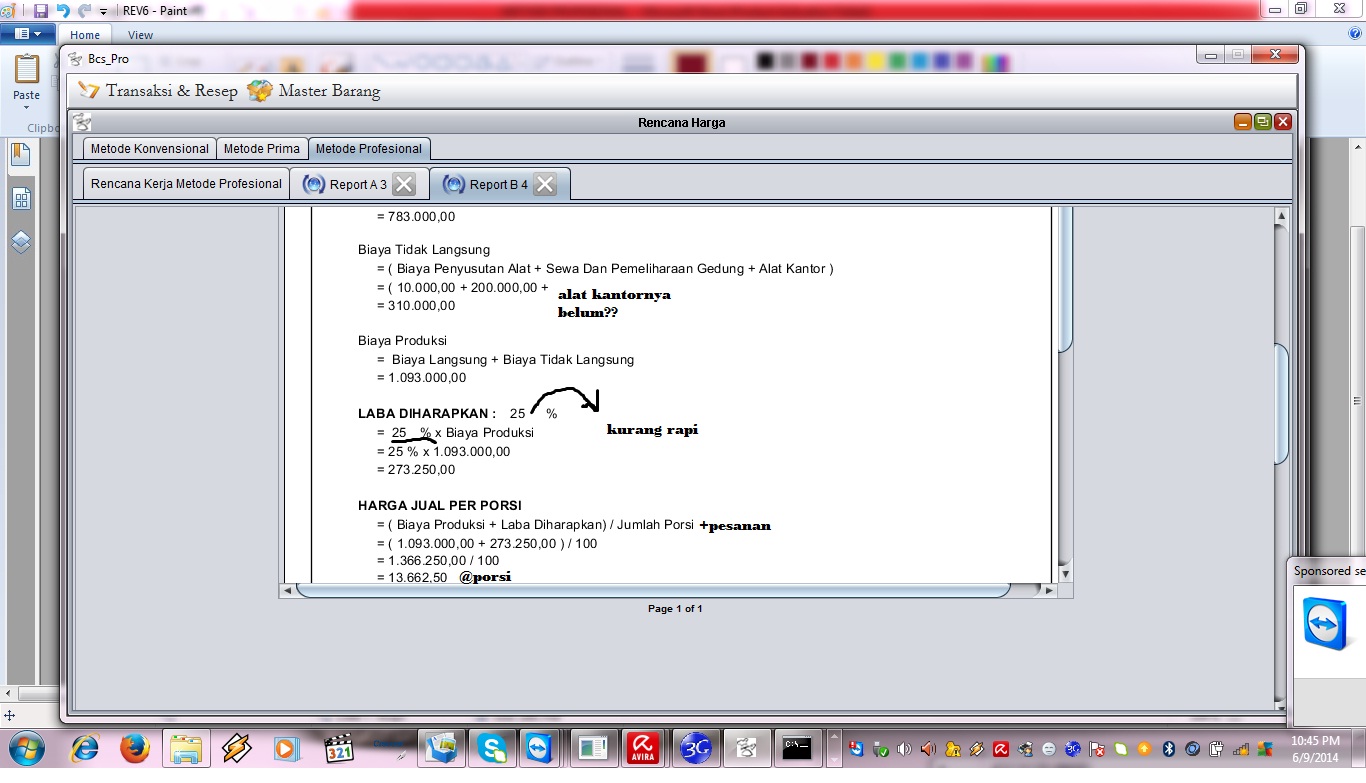 REV6 - Paint
Home View
Paste
Bcs_Pro
Transaksi & Resep Master Barang
Rencana Harga
Metode Konvensional Metode Prima Metode Profesional
Rencana Kerja Metode Profesional Report A 3 Report B 4
= 783.000,00
Biaya Tidak Langsung
= ( Biaya Penyusutan Alat + Sewa Dan Pemeliharaan Gedung + Alat Kantor )
= ( 10.000,00 + 200.000,00 +
alat kantornya
belum??
= 310.000,00
Biaya Produksi
= Biaya Langsung + Biaya Tidak Langsung
= 1.093.000,00
LABA DIHARAPKAN : 25 %
= 25 % x Biaya Produksi
kurang rapi
= 25 % x 1.093.000,00
= 273.250,00
HARGA JUAL PER PORSI
= ( Biaya Produksi + Laba Diharapkan) / Jumlah Porsi +pesanan
= ( 1.093.000,00 + 273.250,00 ) / 100
= 1.366.250,00 / 100
= 13.662,50 @porsi
Page 1 of 1
Sponsored se
321
AVIRA
3G
C:\
3G
10:45 PM
6/9/2014